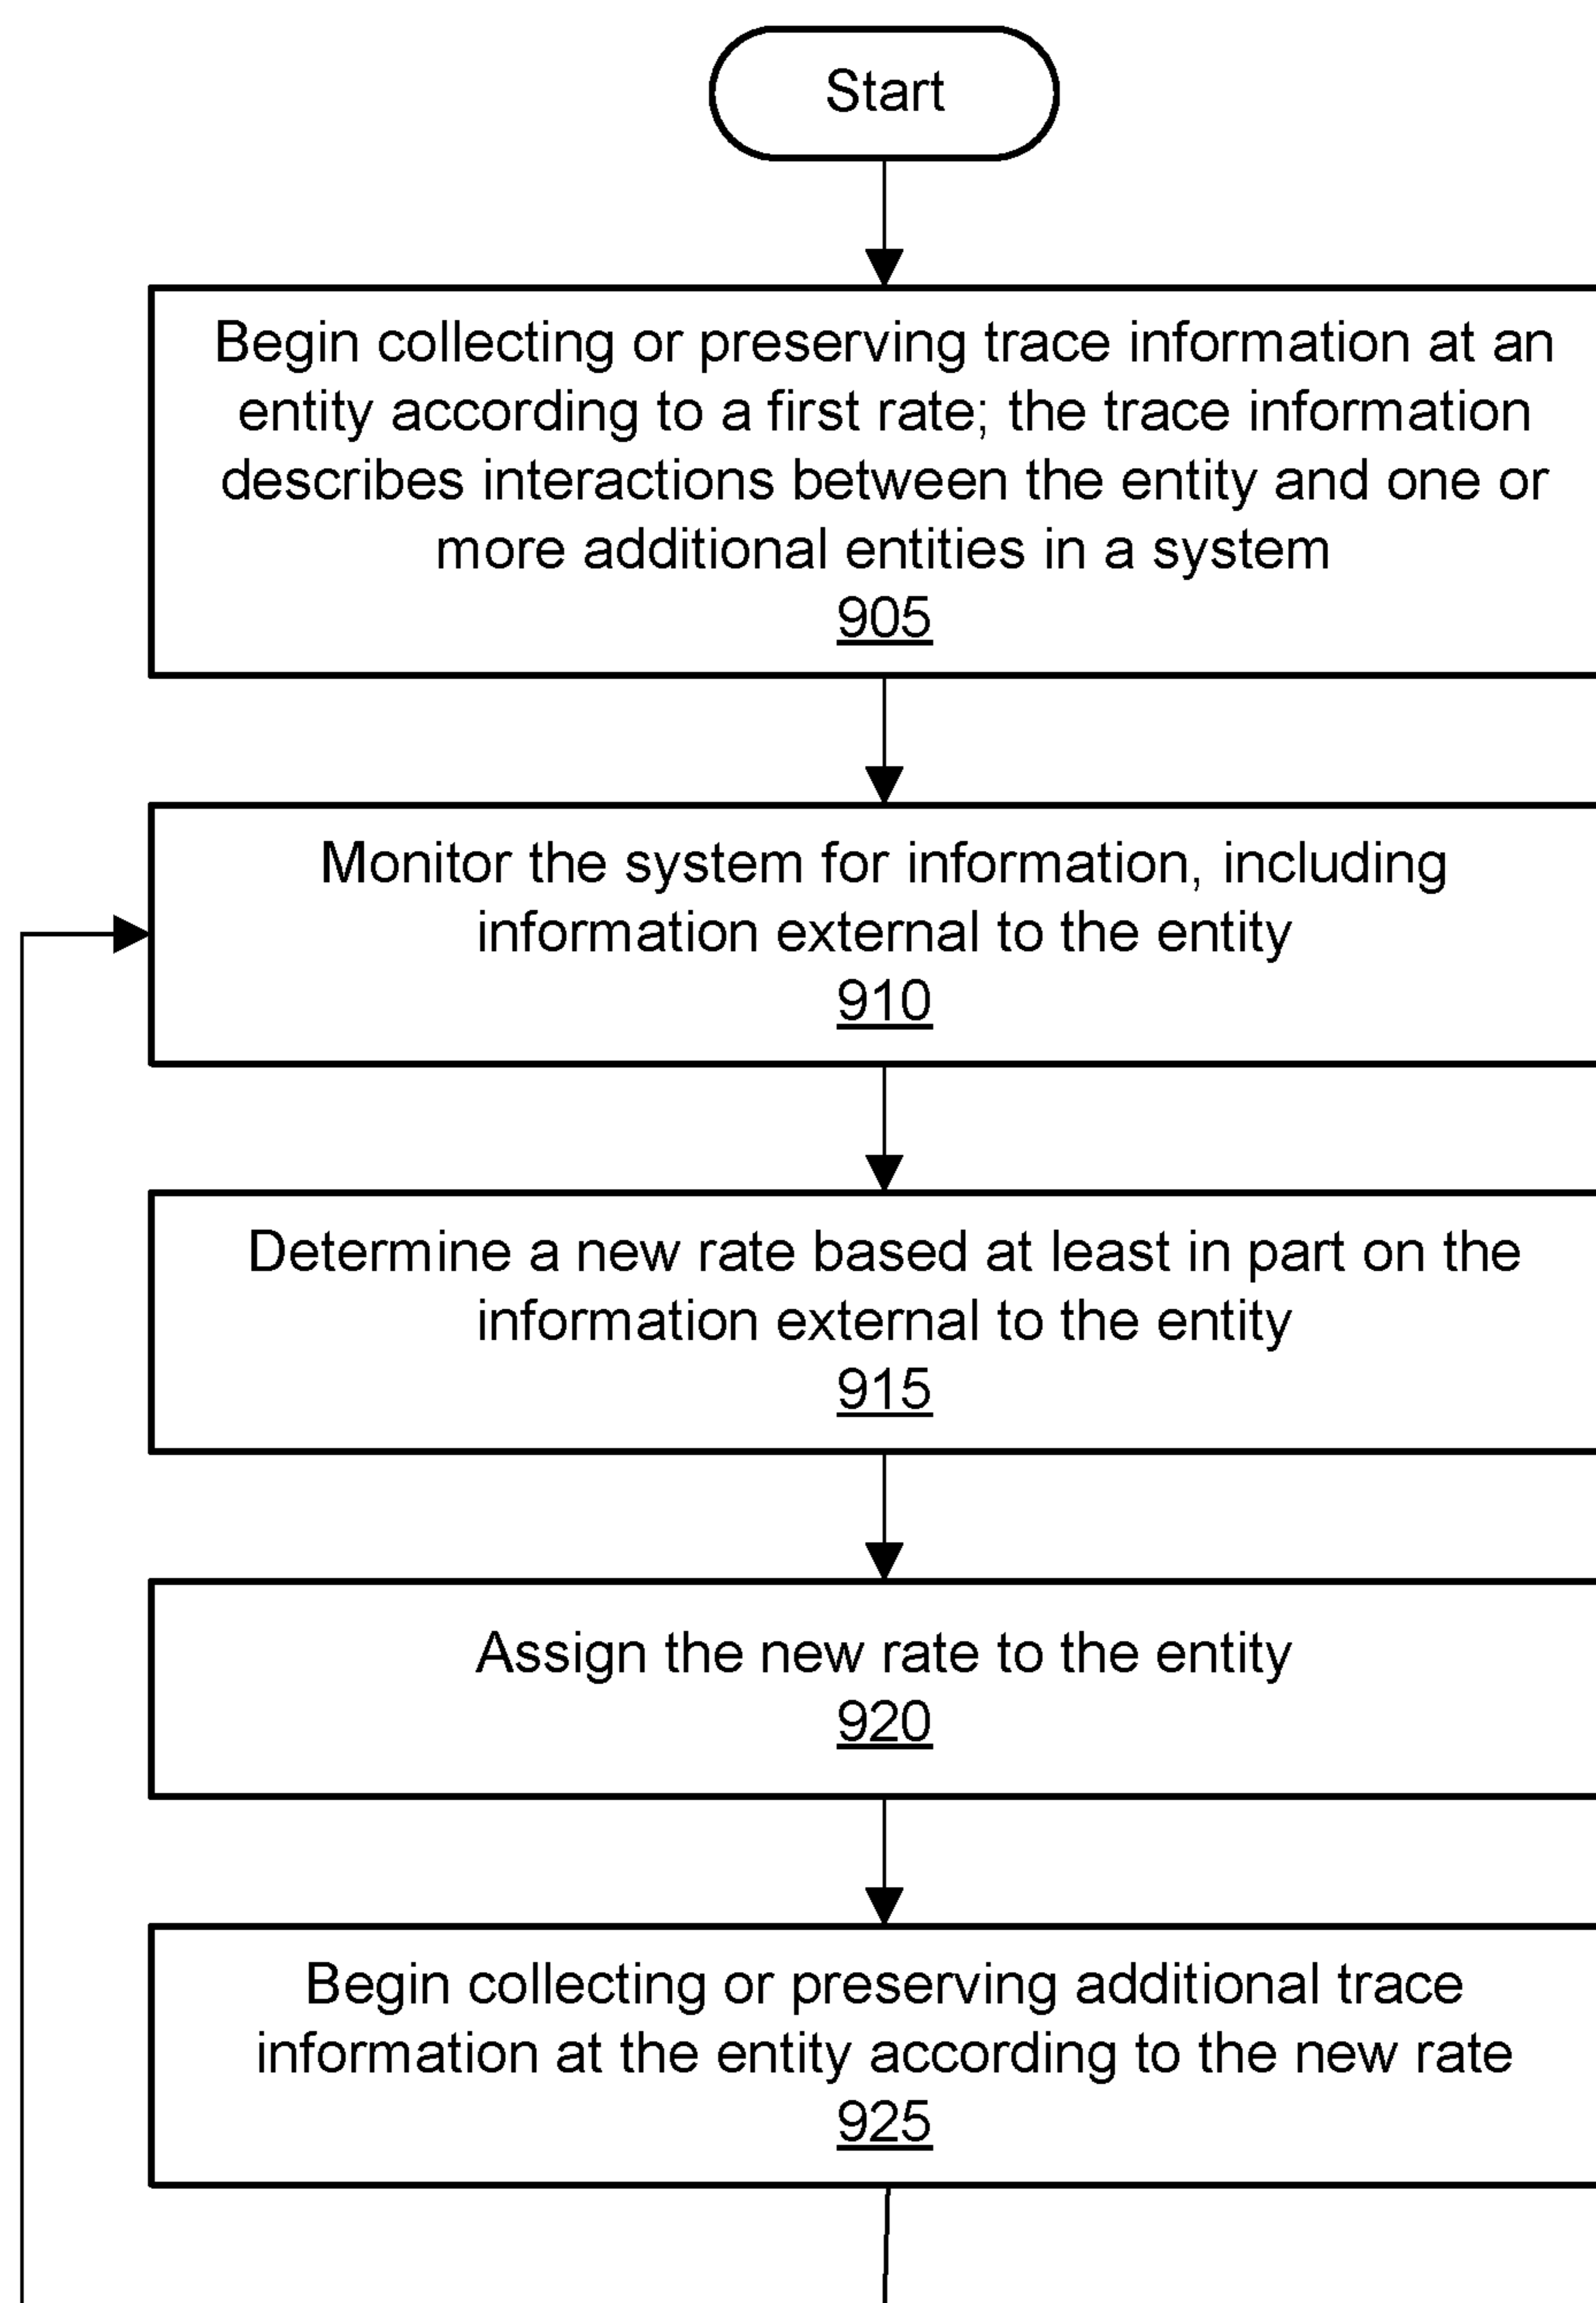 Start
Begin collecting or preserving trace information at an
entity according to a first rate; the trace information
describes interactions between the entity and one or
more additional entities in a system
905
Monitor the system for information, including
information external to the entity
910
Determine a new rate based at least in part on the
information external to the entity
915
Assign the new rate to the entity
920
Begin collecting or preserving additional trace
information at the entity according to the new rate
925